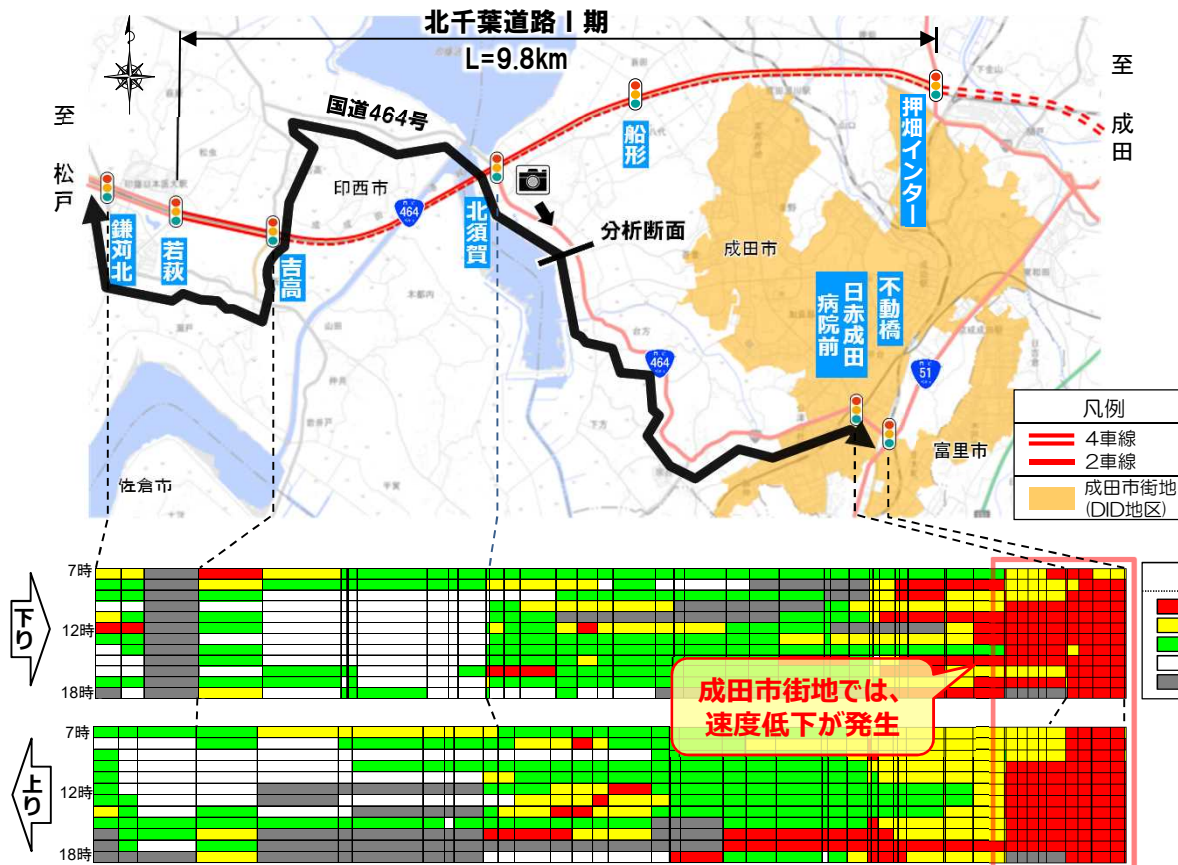 北千葉道路Ⅰ期
L=9.8km
至
松戸
至
成田
国道464号
印西市
464
鎌苅北
若萩
吉高
北須賀
船形
押畑インター
分析断面
成田市
日赤成田
病院前
不動橋
464
51
富里市
佐倉市
凡例
4車線
2車線
成田市街地
(DID地区)
下り
7時
12時
18時
成田市街地では、
速度低下が発生
上り
7時
12時
18時